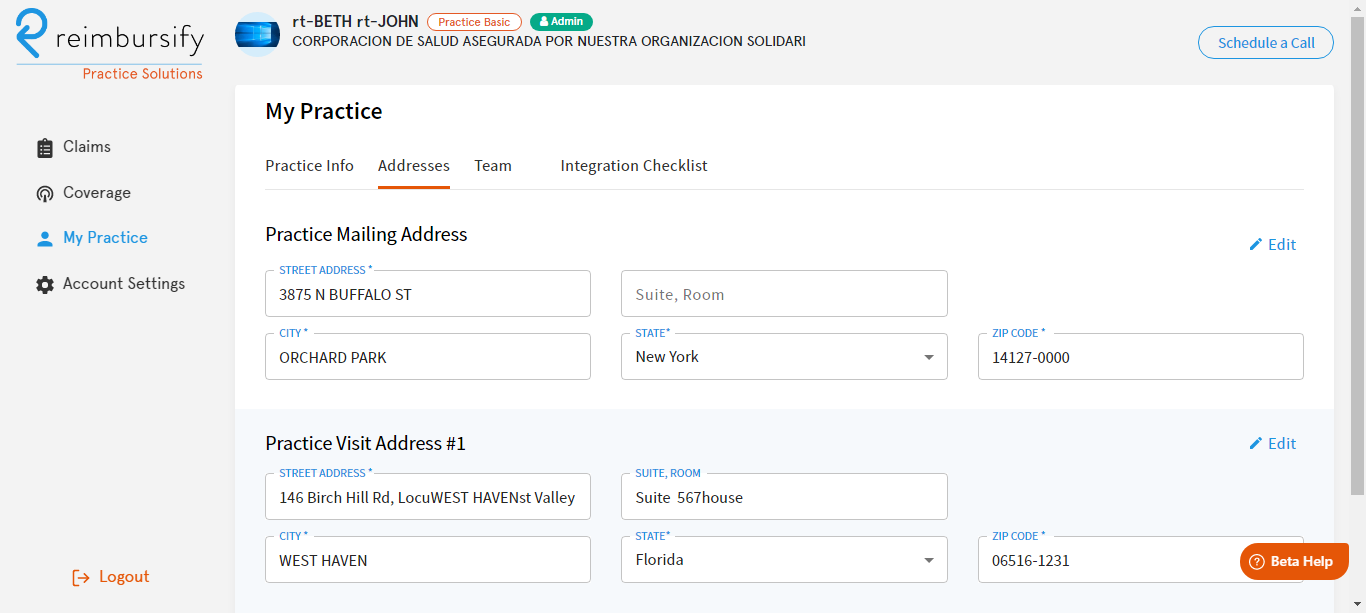 reimbursify
Practice Solutions
rt-BETH rt-JOHN Practice Basic Admin
CORPORACION DE SALUD ASEGURADA POR NUESTRA ORGANIZACION SOLIDARI
Schedule a Call
Claims
Coverage
My Practice
Account Settings
Logout
My Practice
Practice Info Addresses Team Integration Checklist
Practice Mailing Address
Edit
STREET ADDRESS *
3875 N BUFFALO ST
Suite, Room
CITY *
ORCHARD PARK
STATE*
New York
ZIP CODE *
14127-0000
Practice Visit Address #1
Edit
STREET ADDRESS *
146 Birch Hill Rd, LocuWEST HAVENst Valley
SUITE, ROOM
Suite 567house
CITY *
WEST HAVEN
STATE*
Florida
ZIP CODE *
06516-1231
Beta Help